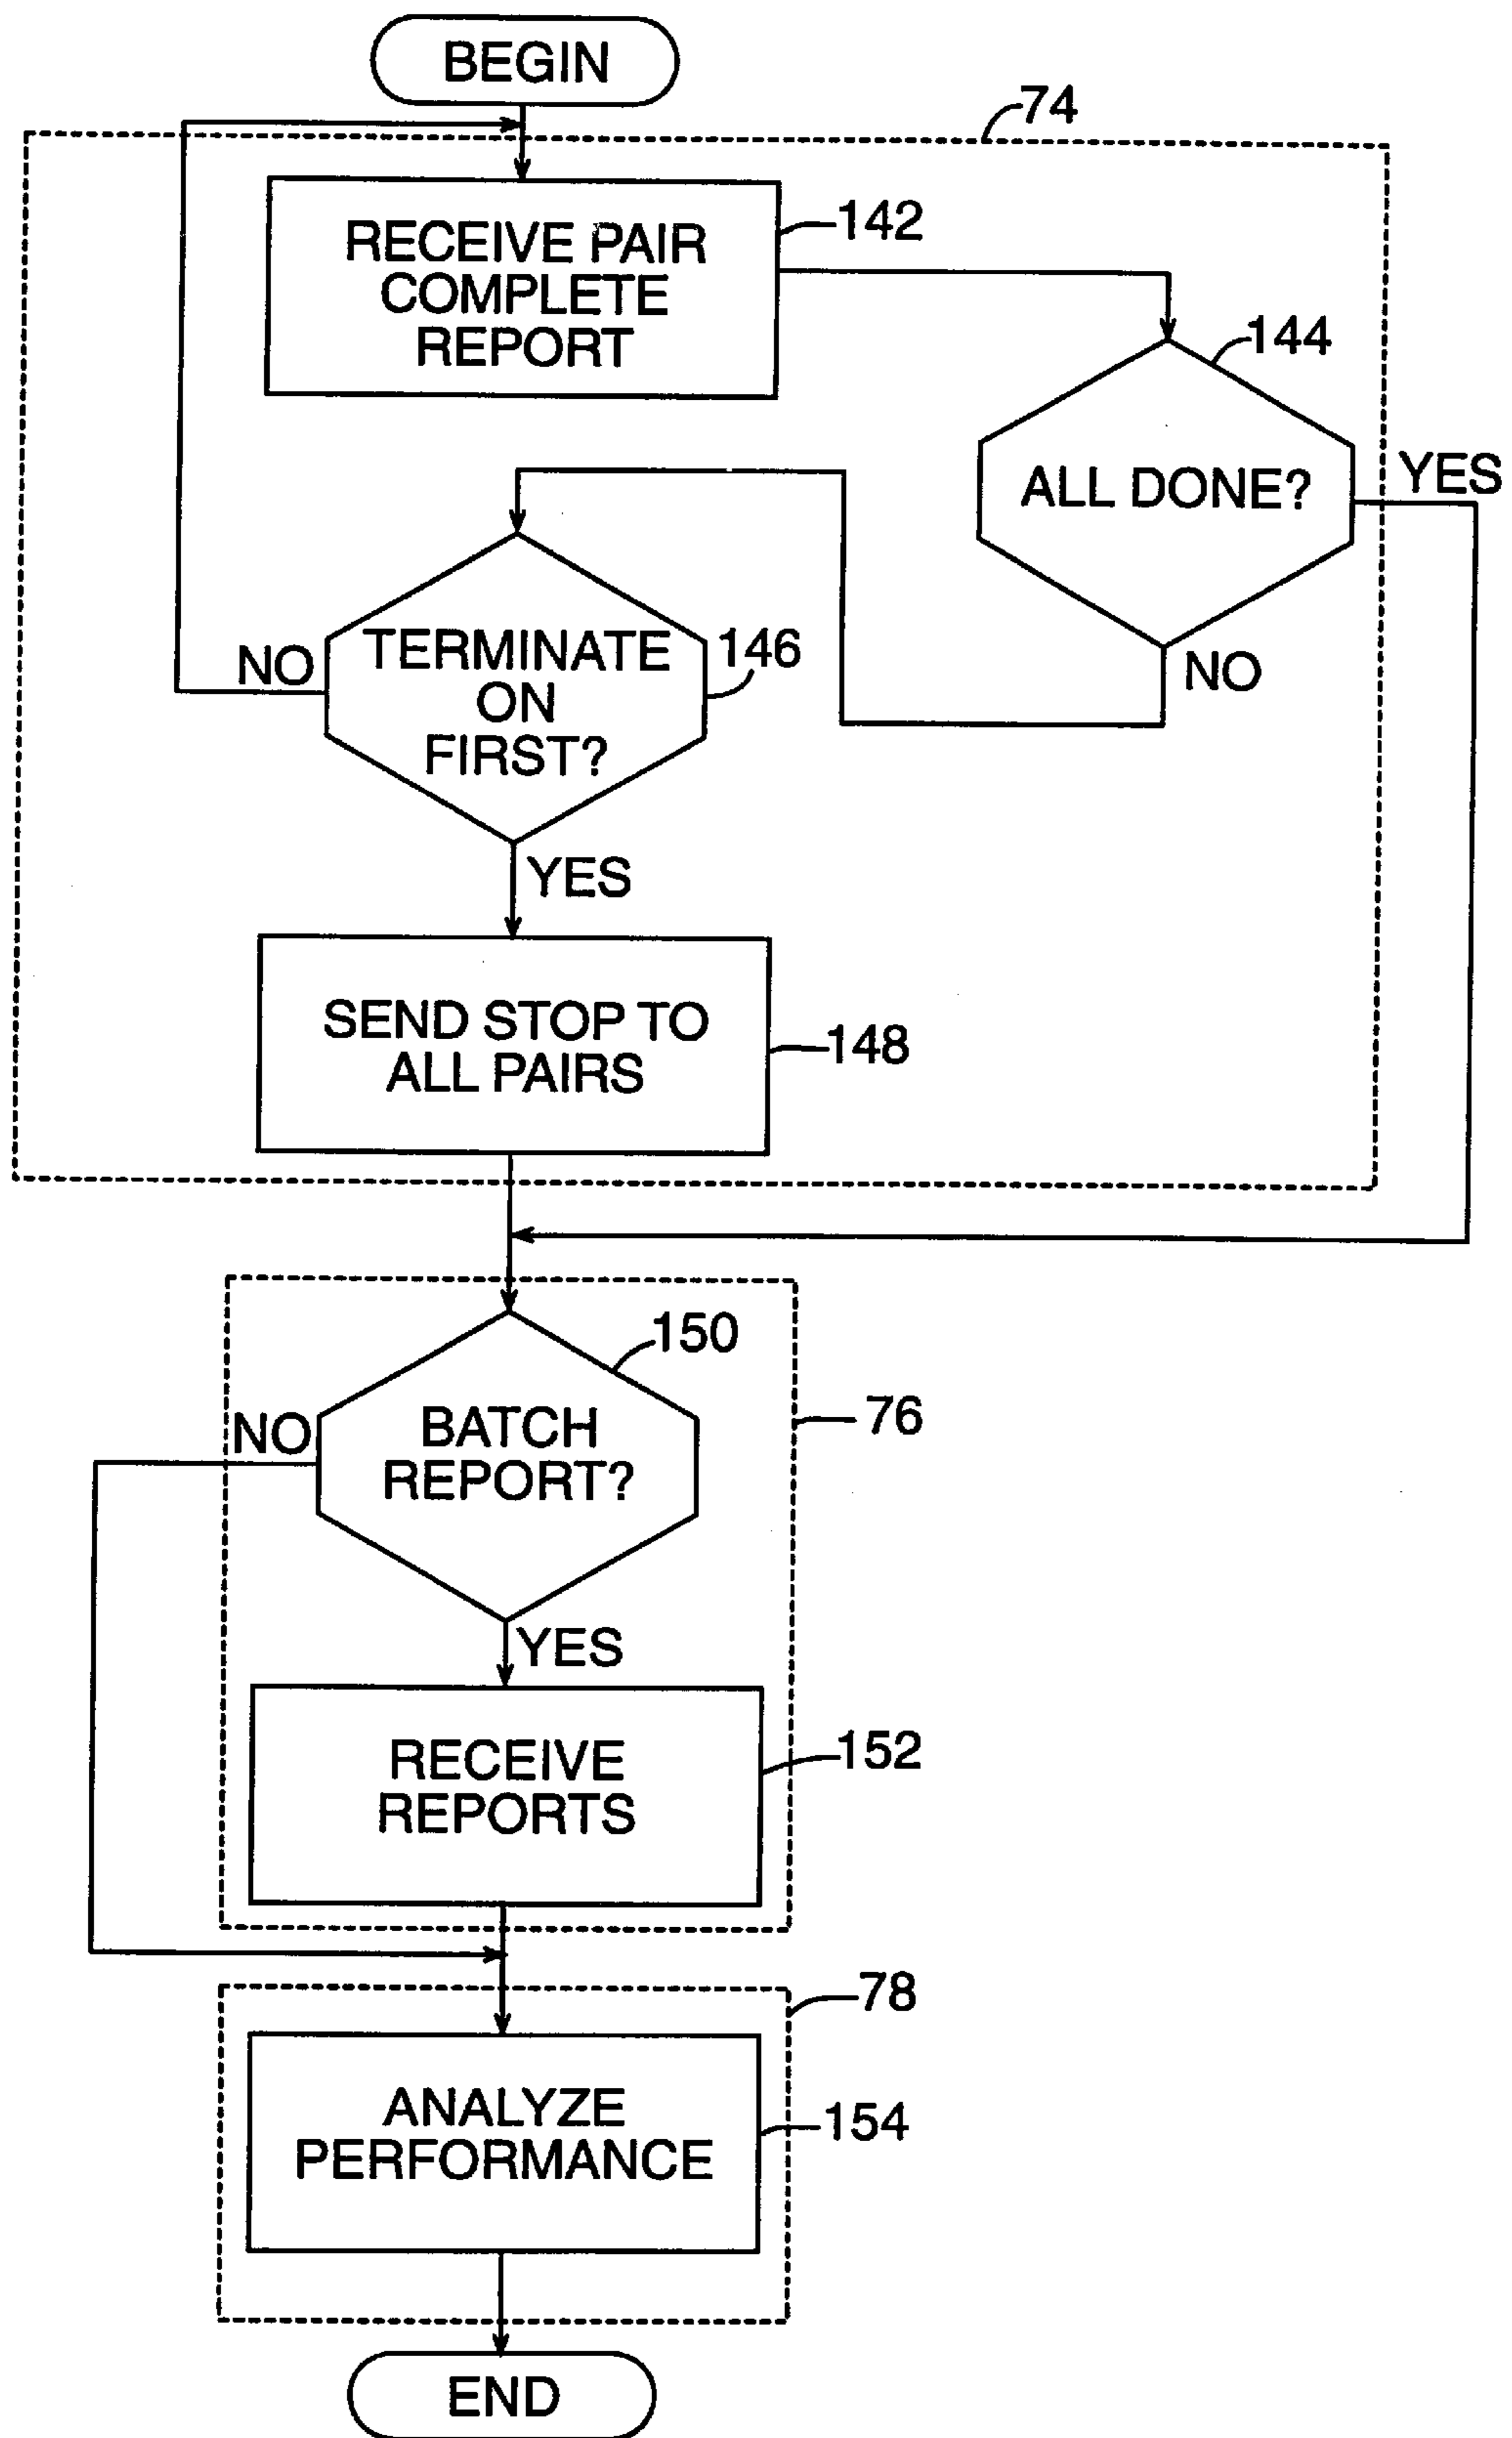 BEGIN
74
RECEIVE PAIR
COMPLETE
REPORT
142
144
ALL DONE?
YES
NO
TERMINATE
ON
FIRST?
146
NO
YES
SEND STOP TO
ALL PAIRS
148
150
BATCH
REPORT?
NO
76
YES
RECEIVE
REPORTS
152
78
ANALYZE
PERFORMANCE
154
END